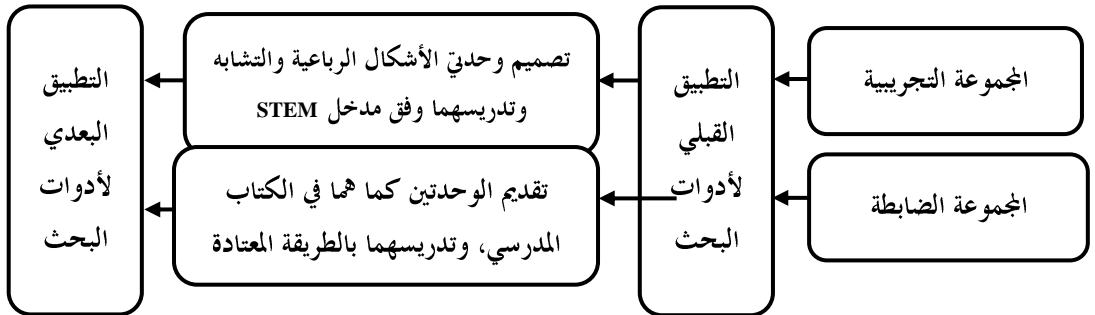 المجموعة التجريبية
المجموعة الضابطة
التطبيق
القبلي
لأدوات
البحث
تصميم وحدتيّ الأشكال الرباعية والتشابه
وتدريسهما وفق مدخل STEM
تقديم الوحدتين كما هما في الكتاب
المدرسي، وتدريسهما بالطريقة المعتادة
التطبيق
البعدي
لأدوات
البحث